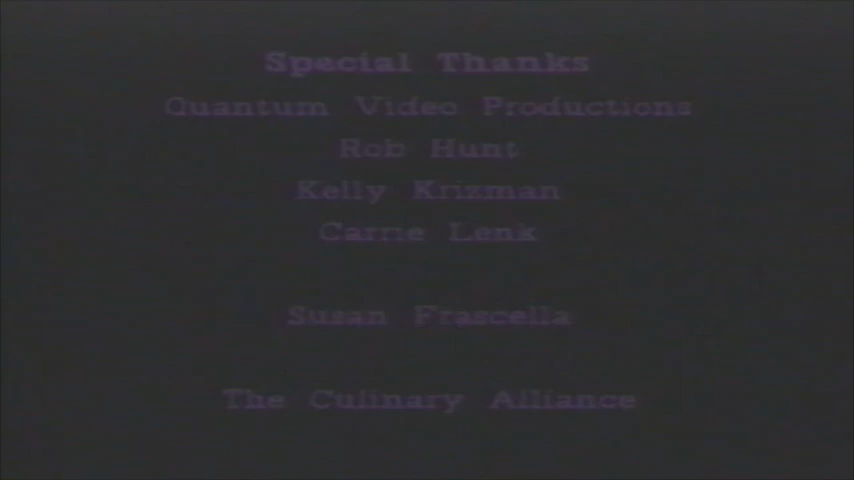 Special Thanks
Quantum Video Productions
Rob Hunt
Kelly Krizman
Carrie Lenk
Susan Frascella
The Culinary Alliance